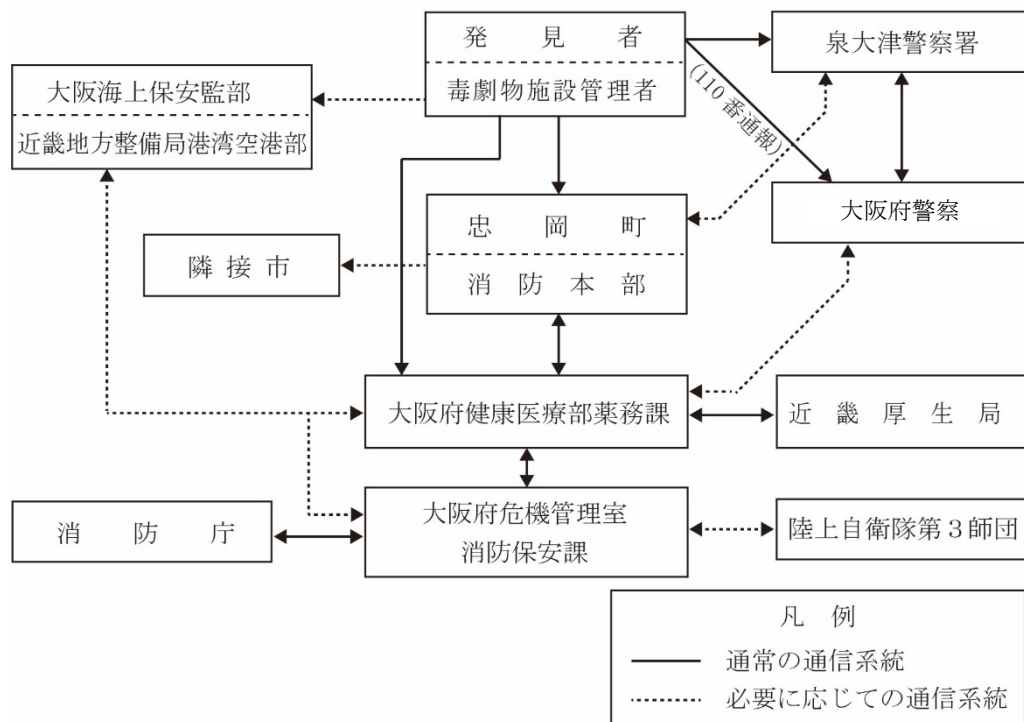 発見者
毒劇物施設管理者
泉大津警察署
(110番通報)
大阪海上保安監部
近畿地方整備局港湾空港部
大阪府警察
忠岡町
消防本部
隣接市
大阪府健康医療部薬務課
近畿厚生局
大阪府危機管理室
消防保安課
消防庁
陸上自衛隊第3師団
凡例
通常の通信系統
必要に応じての通信系統